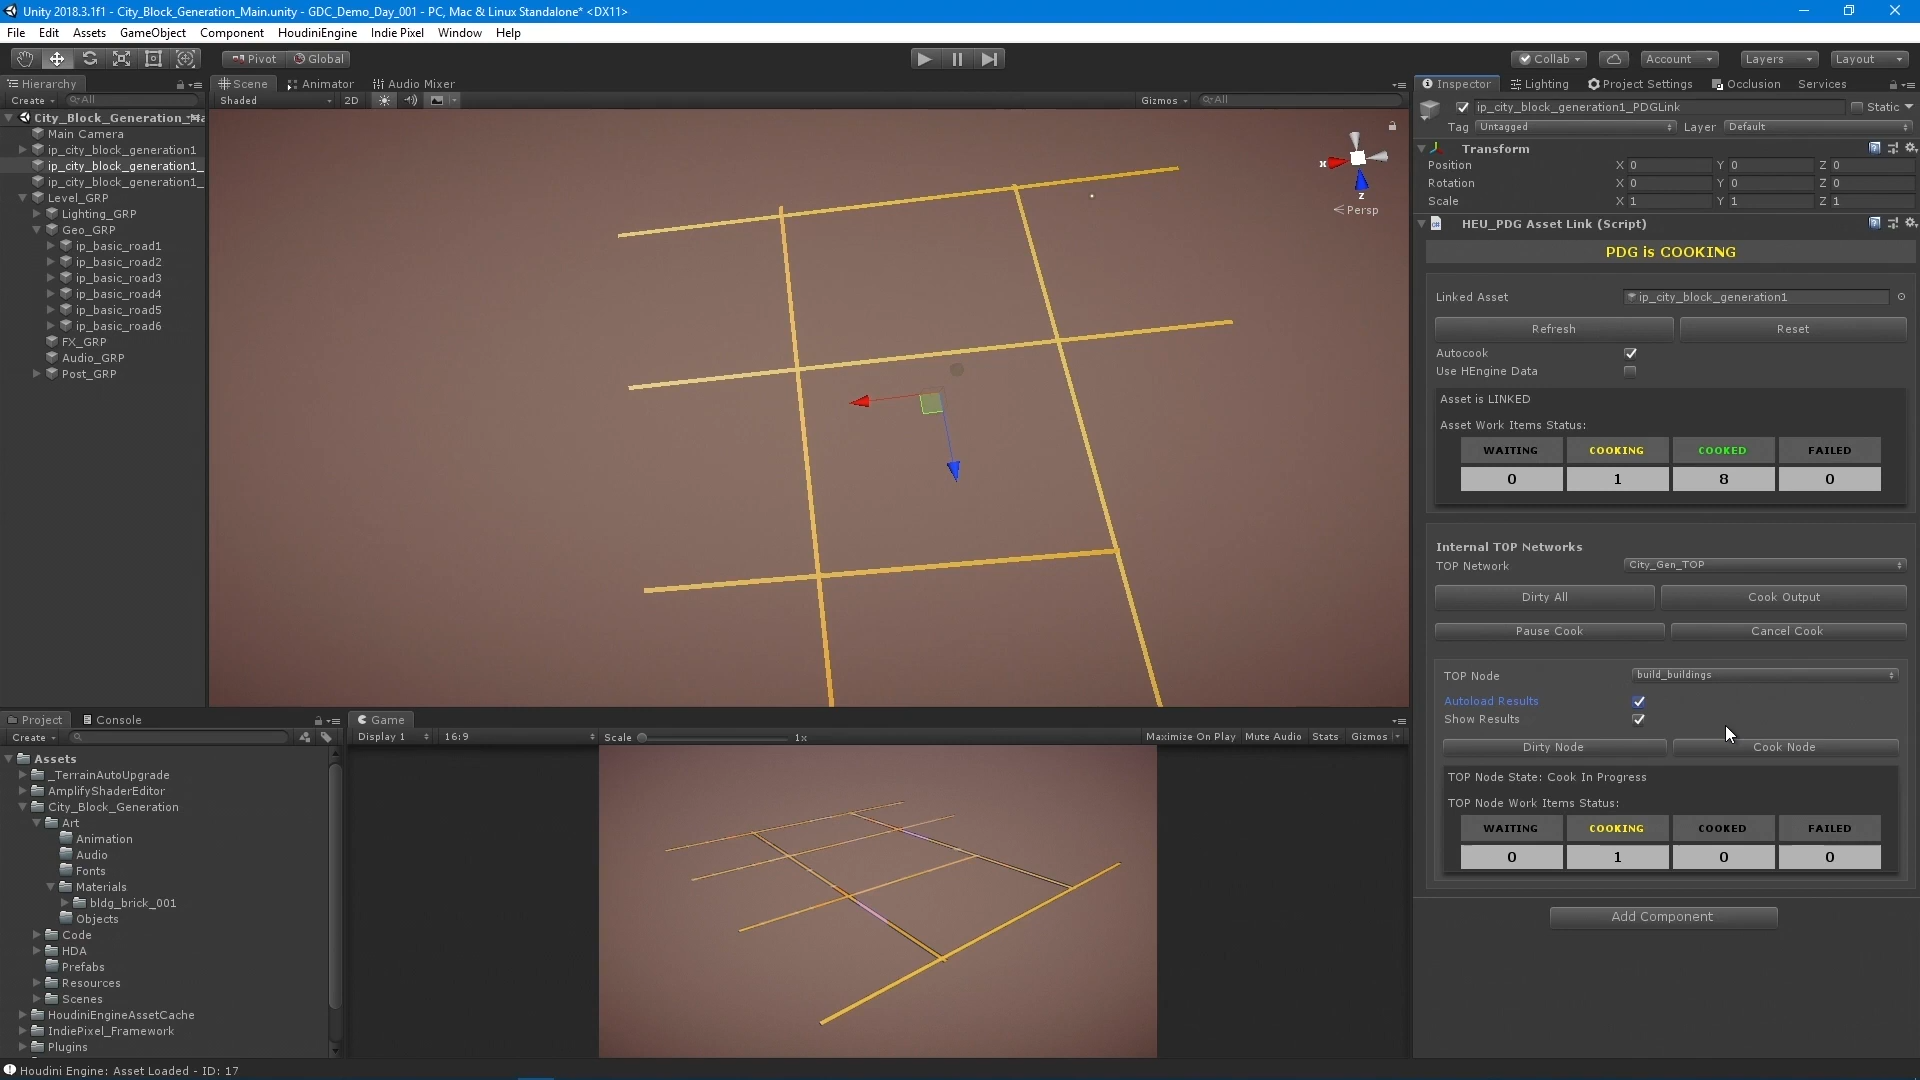 Unity 2018.3.1f1 - City_Block_Generation_Main.unity - GDC_Demo_Day_001 - PC, Mac & Linux Standalone* <DX11>
File Edit Assets GameObject Component HoudiniEngine Indie Pixel Window Help
Pivot Global Collab Account Layers Layout
Hierarchy
Create All
City_Block_Generation_Ma
Main Camera
ip_city_block_generation1
ip_city_block_generation1_
ip_city_block_generation1_
Level_GRP
Lighting_GRP
Geo_GRP
ip_basic_road1
ip_basic_road2
ip_basic_road3
ip_basic_road4
ip_basic_road5
ip_basic_road6
FX_GRP
Audio_GRP
Post_GRP
Scene Animator Audio Mixer
Shaded 2D Gizmos All
x
z
Persp
Project Console
Create
Assets
_TerrainAutoUpgrade
AmplifyShaderEditor
City_Block_Generation
Art
Animation
Audio
Fonts
Materials
bldg_brick_001
Objects
Code
HDA
Prefabs
Resources
Scenes
HoudiniEngineAssetCache
IndiePixel_Framework
Plugins
Game
Display 1 16:9 Scale 1x Maximize On Play Mute Audio Stats Gizmos
Inspector Lighting Project Settings Occlusion Services
ip_city_block_generation1_PDGLink Static
Tag Untagged Layer Default
Transform
Position X 0 Y 0 Z 0
Rotation X 0 Y 0 Z 0
Scale X 1 Y 1 Z 1
HEU_PDG Asset Link (Script)
PDG is COOKING
Linked Asset ip_city_block_generation1
Refresh Reset
Autocook
Use HEngine Data
Asset is LINKED
Asset Work Items Status:
WAITING COOKING COOKED FAILED
0 1 8 0
Internal TOP Networks
TOP Network City_Gen_TOP
Dirty All Cook Output
Pause Cook Cancel Cook
TOP Node build_buildings
Autoload Results
Show Results
Dirty Node Cook Node
TOP Node State: Cook In Progress
TOP Node Work Items Status:
WAITING COOKING COOKED FAILED
0 1 0 0
Add Component
Houdini Engine: Asset Loaded - ID: 17